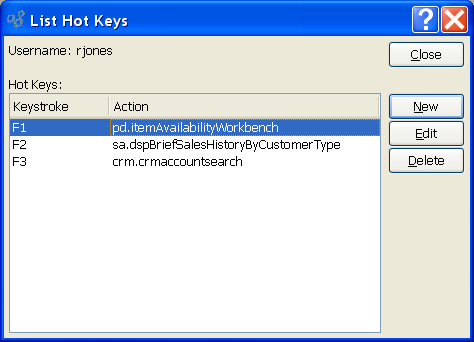 List Hot Keys
Username: rjones
Close
Hot Keys:
Keystroke Action
New
F1 pd.itemAvailabilityWorkbench
F2 sa.dspBriefSalesHistoryByCustomerType
Edit
F3 crm.crmaccountsearch
Delete